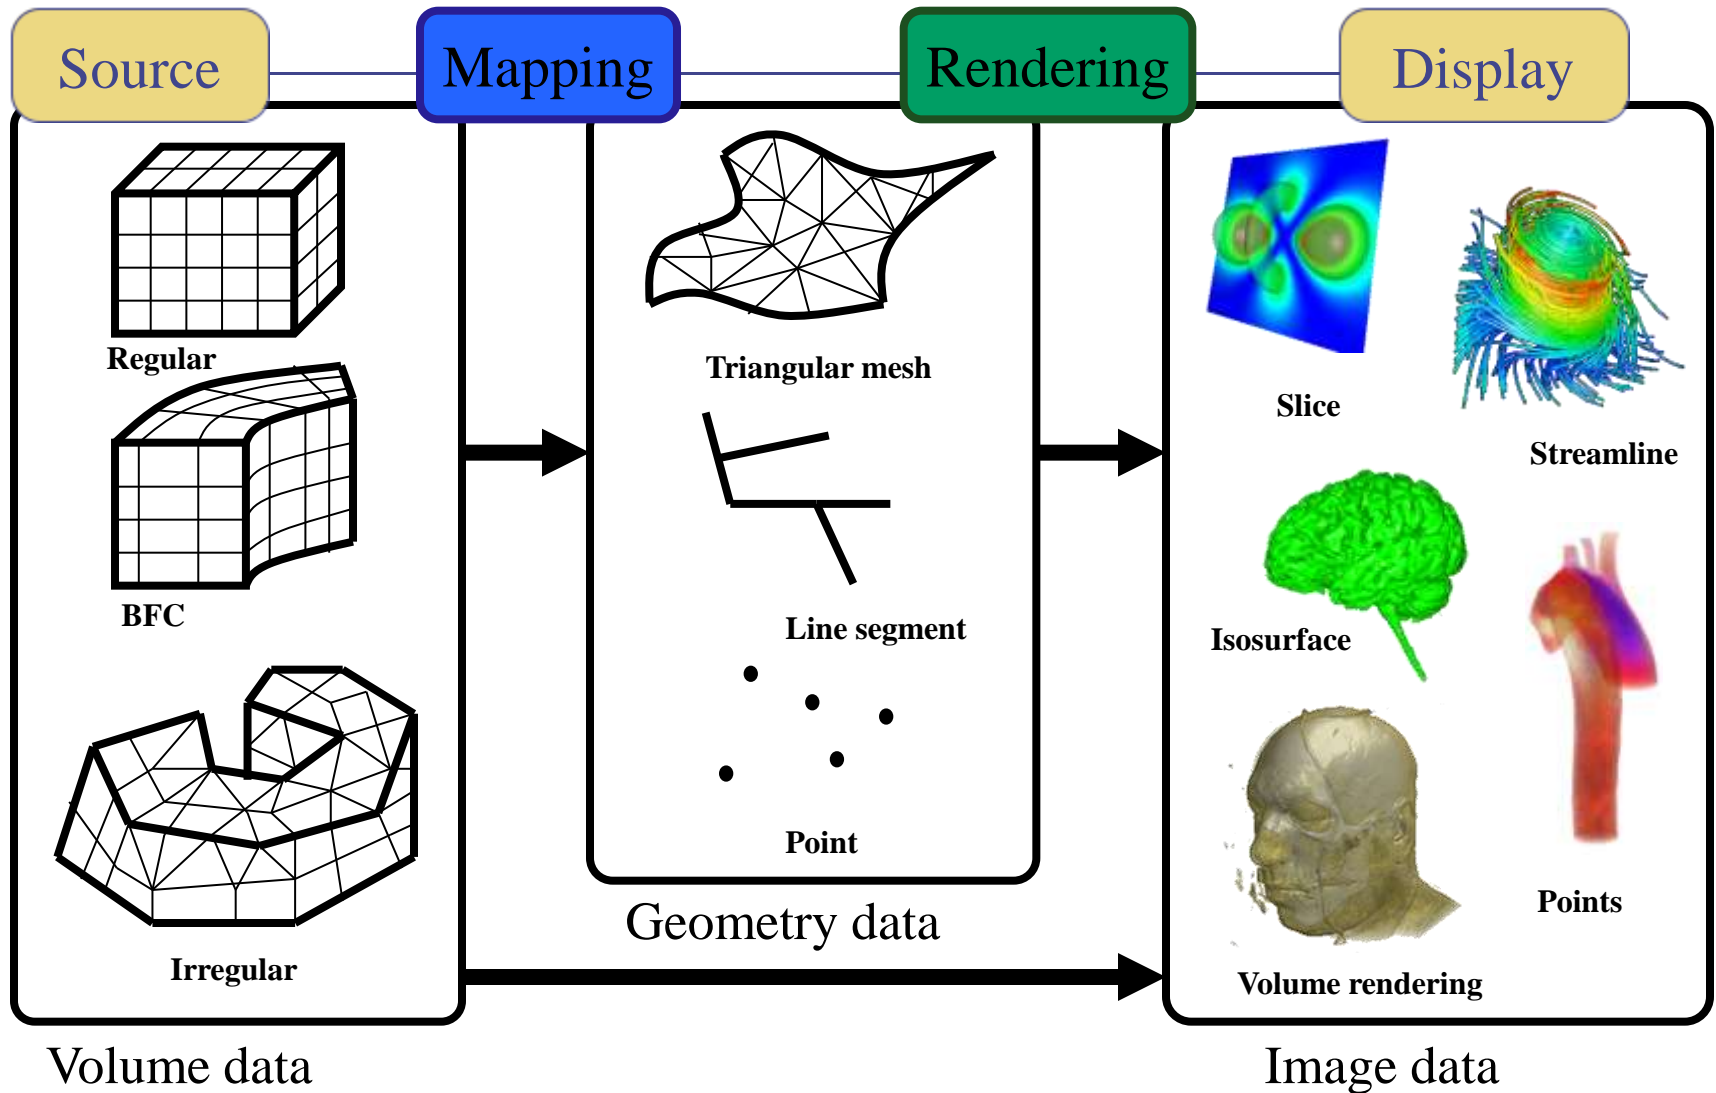 Source
Mapping
Rendering
Display
Regular
BFC
Irregular
Volume data
Triangular mesh
Line segment
Point
Geometry data
Slice
Streamline
Isosurface
Points
Volume rendering
Image data